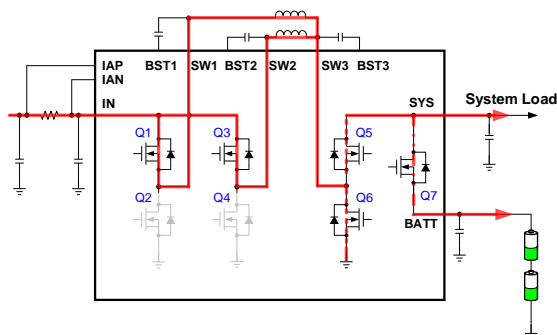 IAP
IAN
IN
BST1 SW1 BST2 SW2 SW3 BST3
SYS
System Load
Q1 Q3 Q5
Q7
Q2 Q4 Q6
BATT